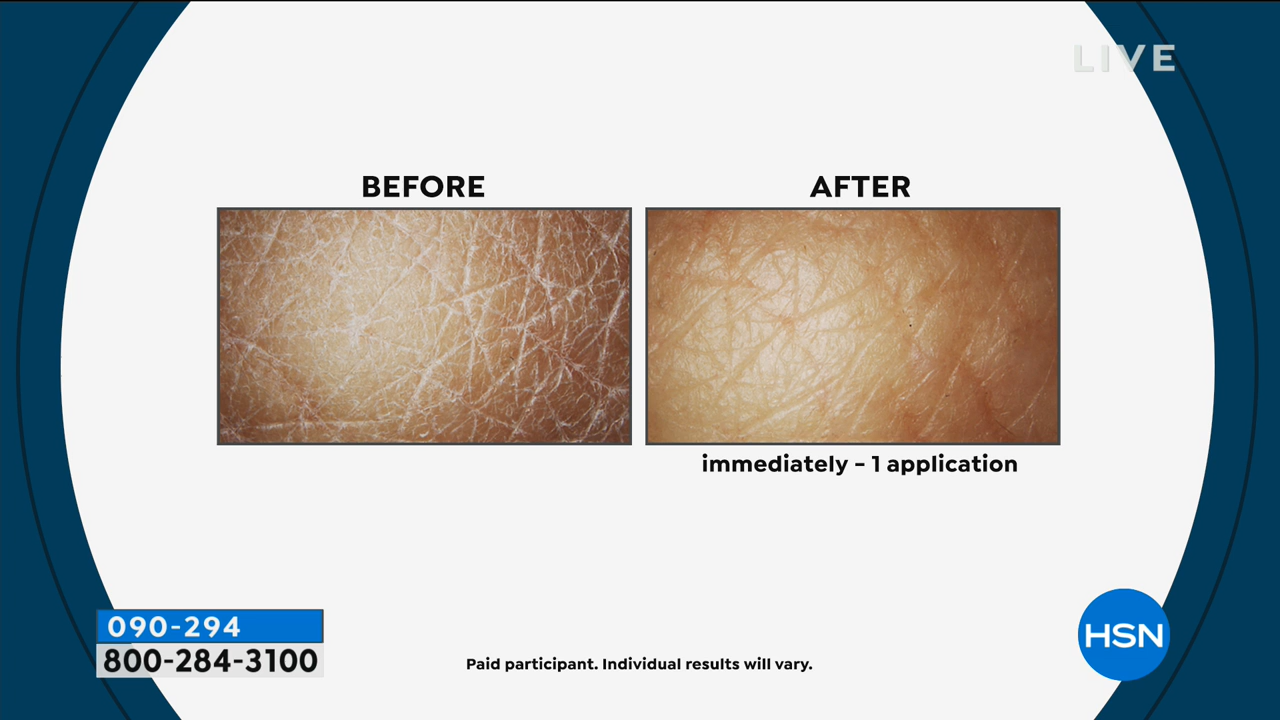 LIVE
BEFORE
AFTER
immediately - 1 application
090-294
800-284-3100
Paid participant. Individual results will vary.
HSN